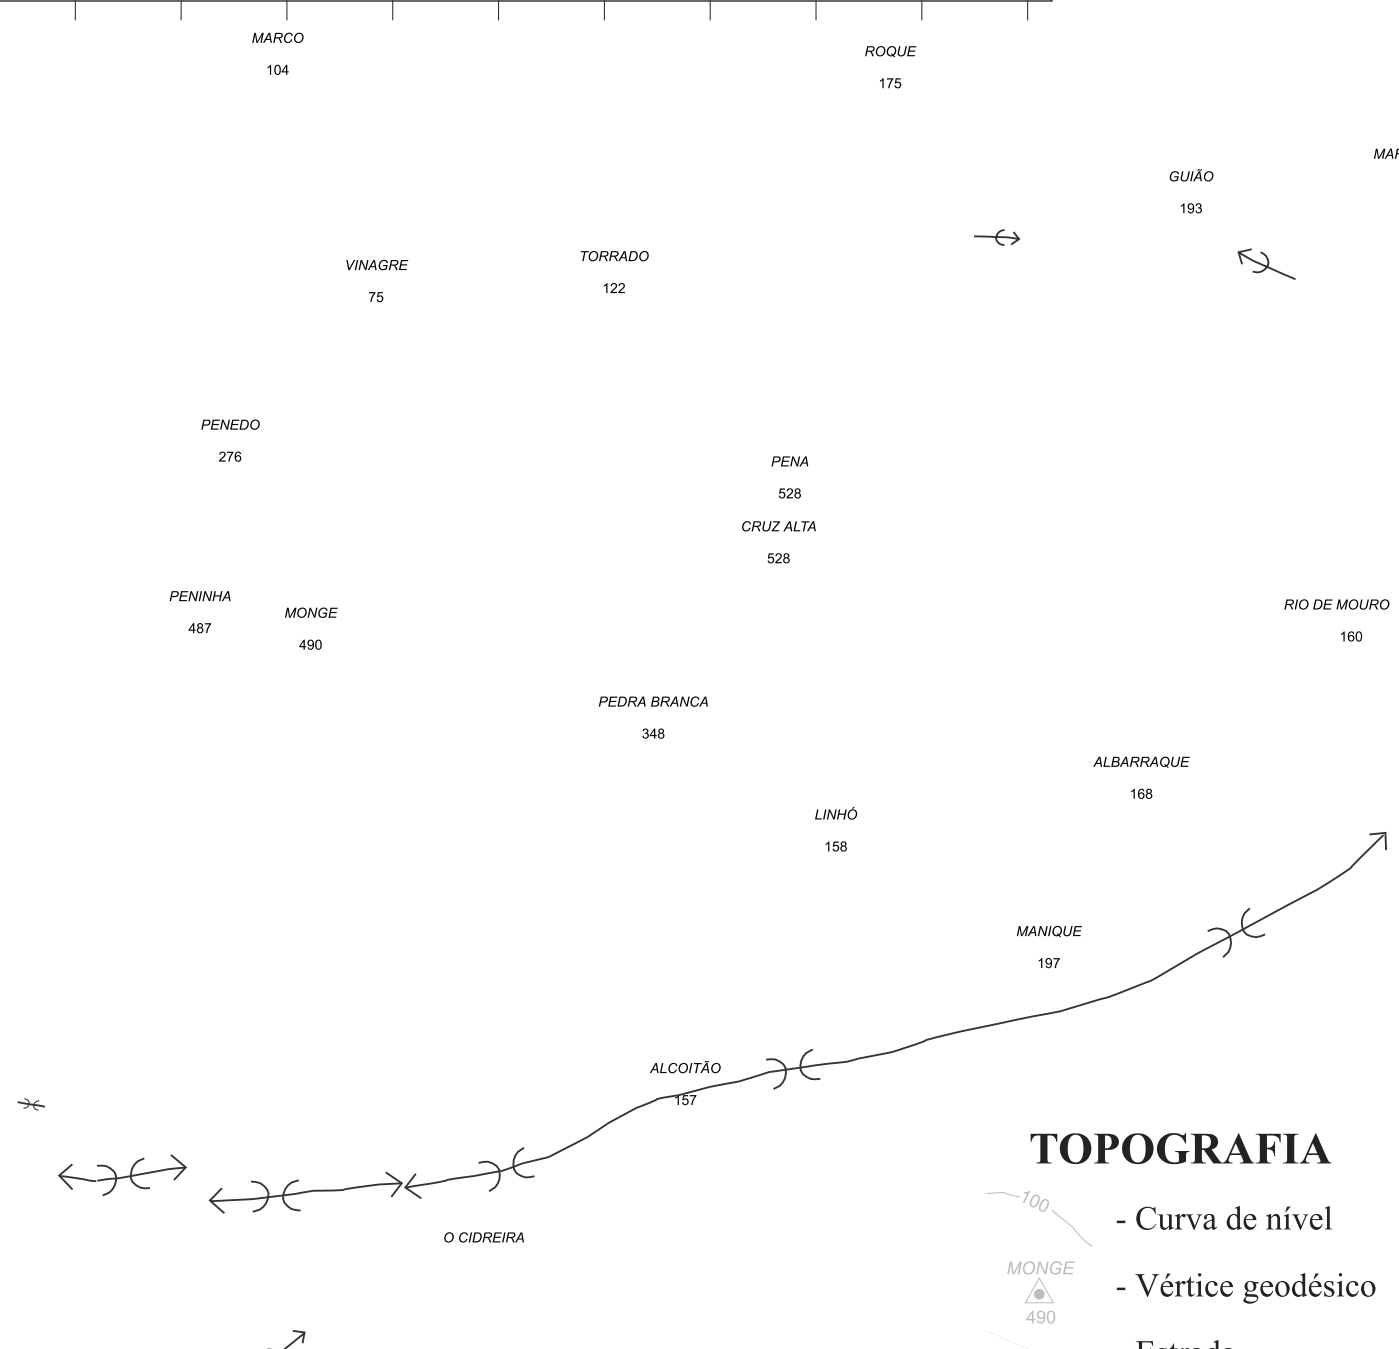 MARCO
104
ROQUE
175
GUIÃO
193
VINAGRE
75
TORRADO
122
PENEDO
276
PENA
528
CRUZ ALTA
528
PENINHA
487
MONGE
490
RIO DE MOURO
160
PEDRA BRANCA
348
ALBARRAQUE
168
LINHÓ
158
MANIQUE
197
ALCOITÃO
157
O CIDREIRA
TOPOGRAFIA
100
- Curva de nível
MONGE
490
- Vértice geodésico